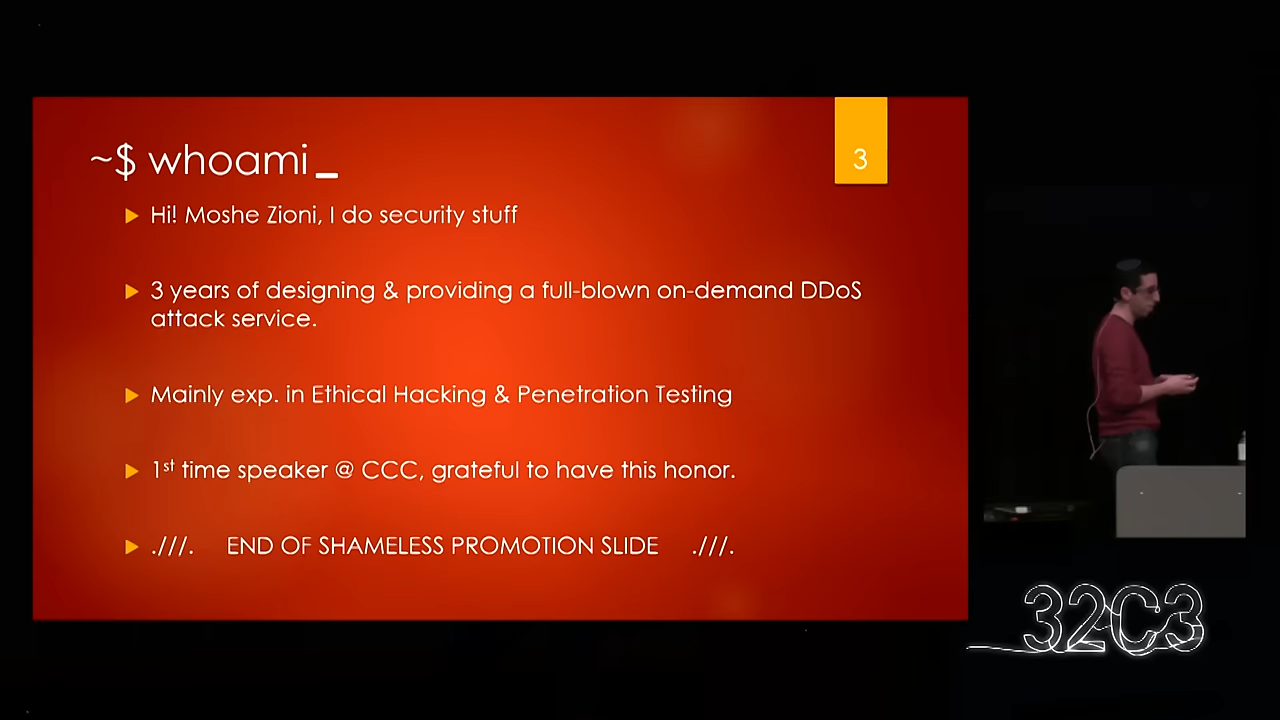 ~$ whoami_
3
Hi! Moshe Zioni, I do security stuff
3 years of designing & providing a full-blown on-demand DDoS
attack service.
Mainly exp. in Ethical Hacking & Penetration Testing
1st time speaker @ CCC, grateful to have this honor.
.///. END OF SHAMELESS PROMOTION SLIDE .///.
32C3